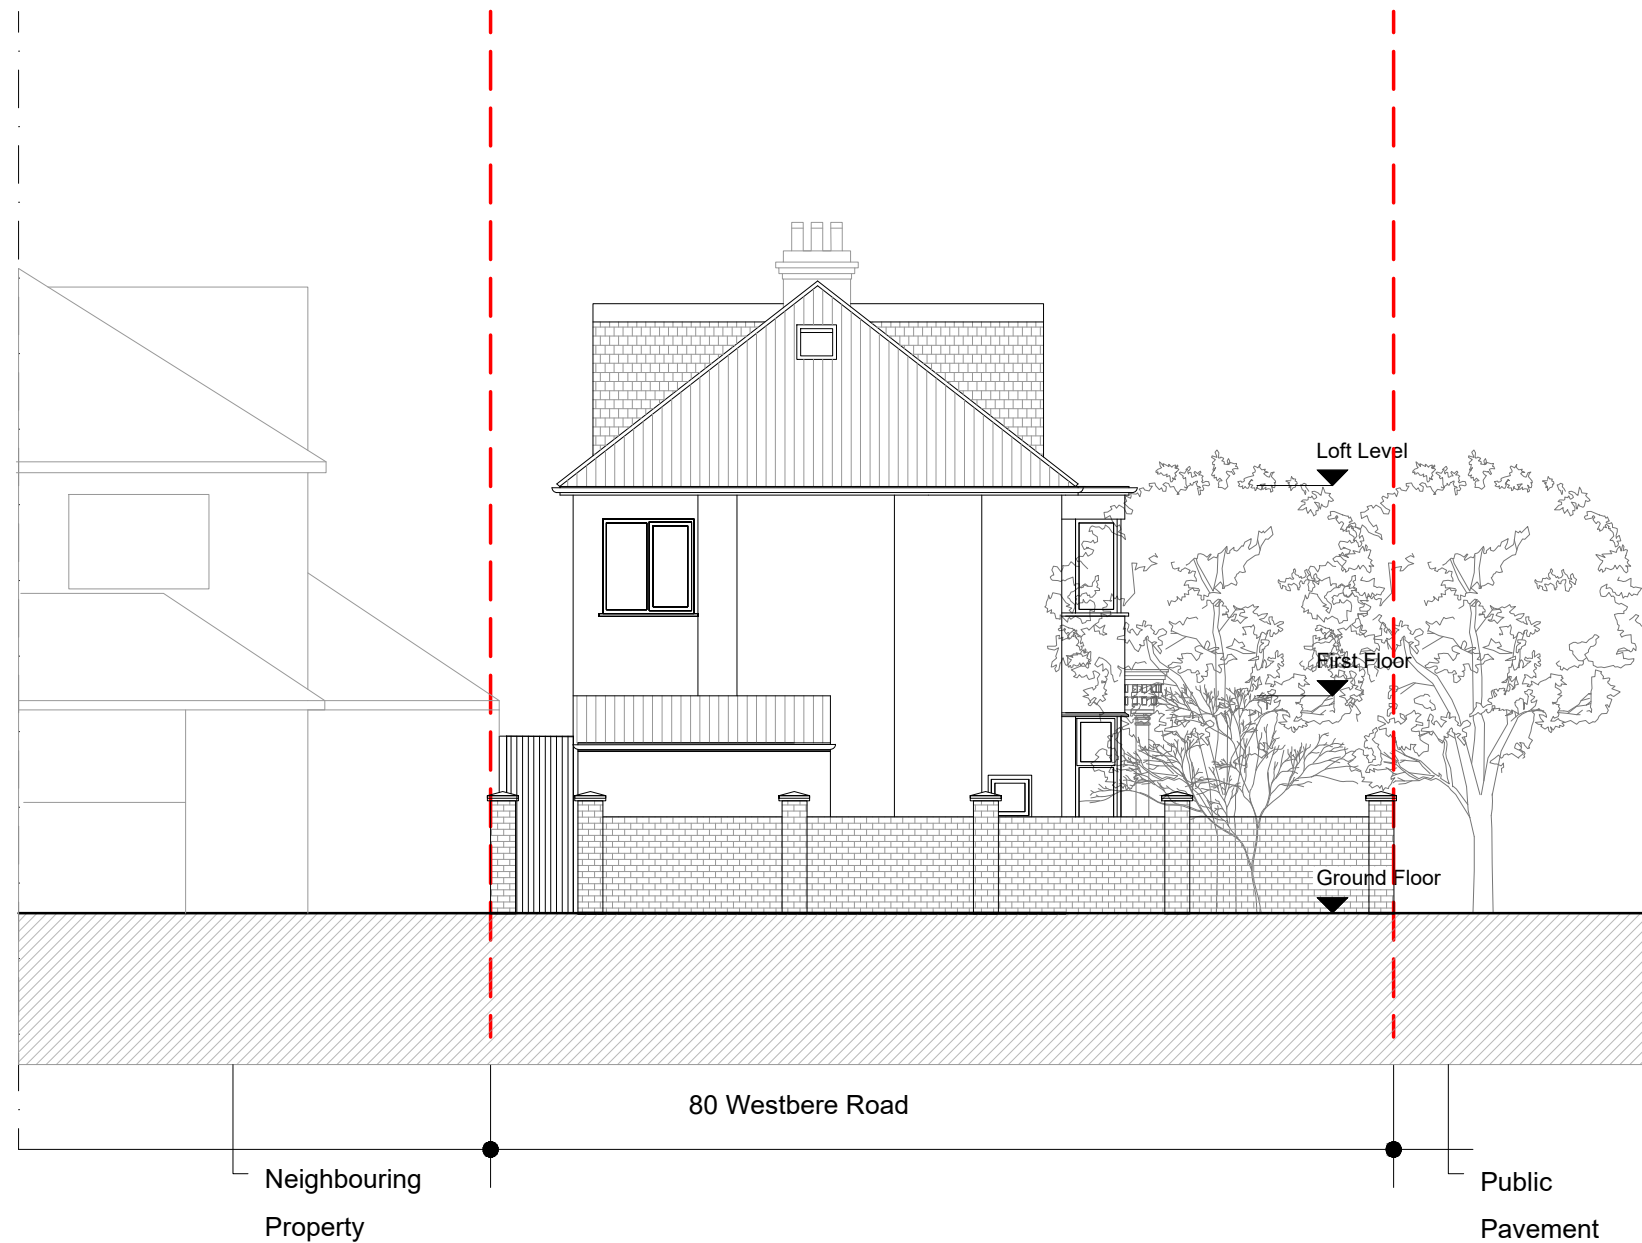 Loft Level
First Floor
Ground Floor
80 Westbere Road
Neighbouring
Property
Public
Pavement